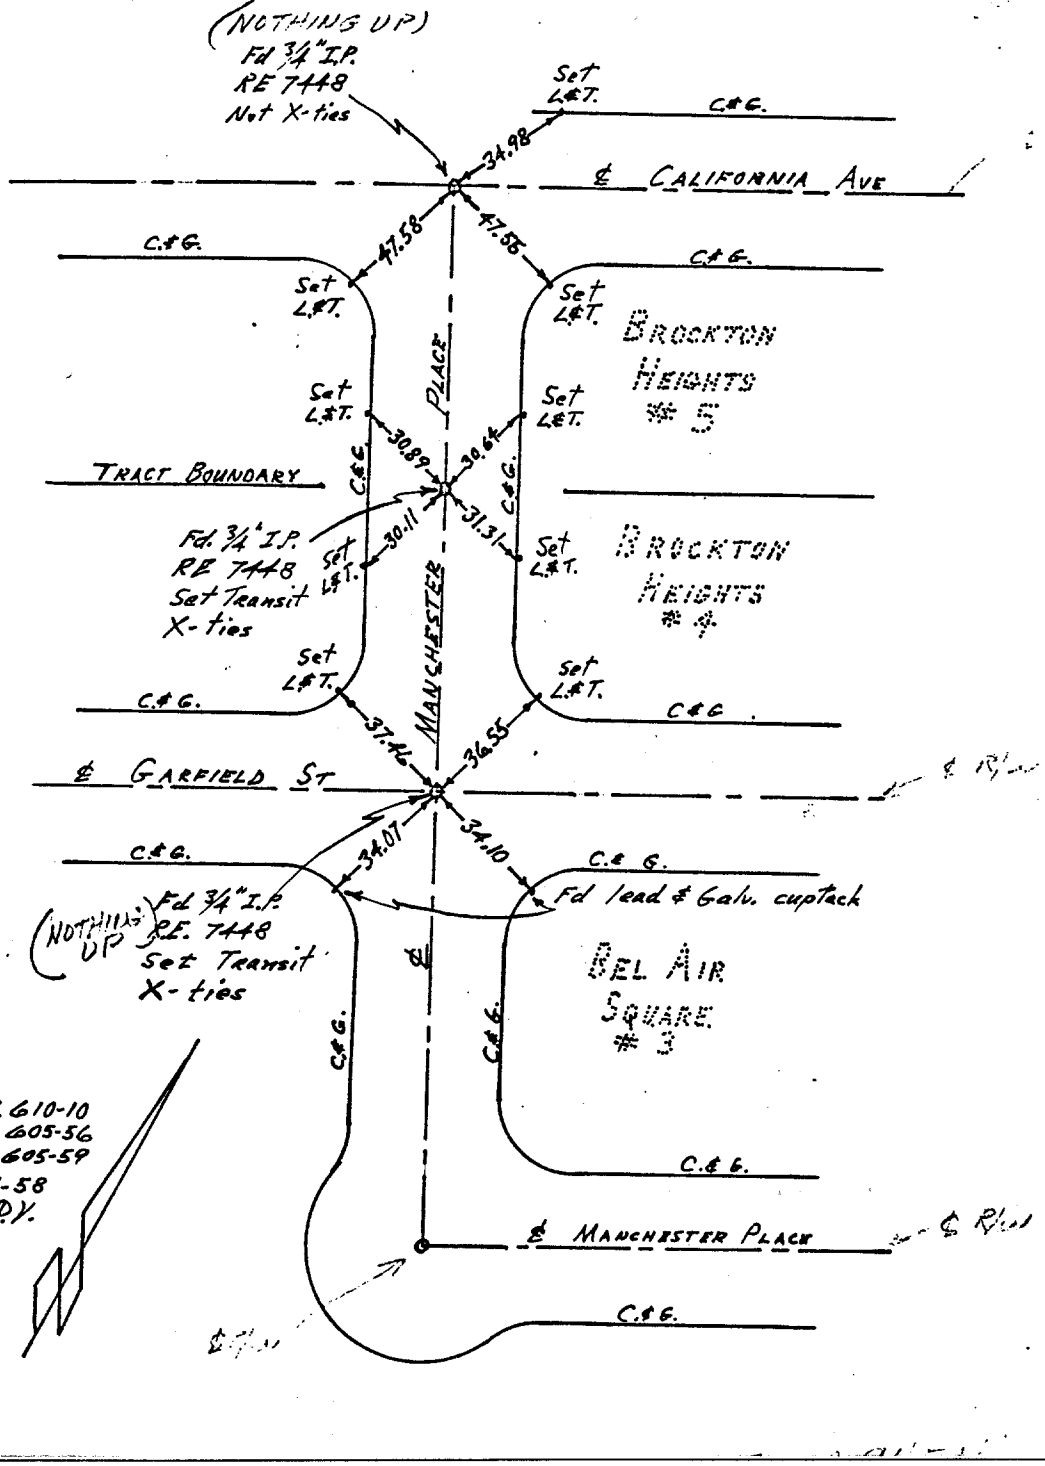 (NOTHING UP)
Fd 3/4" I.P.
RE 7448
Not X-ties
Set
L&T.
C.&G.
34.98
℄ CALIFORNIA AVE
47.58
47.56
C.&G.
C.&G.
Set
L&T.
Set
L.&T.
BROCKTON
HEIGHTS
# 5
PLACE
Set
L.&T.
Set
L&T.
30.89
30.64
C.&G.
C.&G.
TRACT BOUNDARY
Fd. 3/4" I.P.
RE 7448
Set Transit
X-ties
30.11
31.31
Set
L&T.
Set
L.&T.
BROCKTON
HEIGHTS
# 4
MANCHESTER
Set
L&T.
Set
L.&T.
C.&G.
C&G
37.46
36.55
℄ GARFIELD ST
℄ R/W
34.07
34.10
C.&G.
C.& G.
Fd lead & Galv. cuptack
(NOTHING
UP)
Fd 3/4" I.P.
R.E. 7448
Set Transit
X-ties
℄
BEL AIR
SQUARE
# 3
C.&G.
C.&G.
610-10
605-56
605-59
-58
P.Y.
C.& G.
℄ MANCHESTER PLACE
℄ R/W
℄ R/W
C.&G.